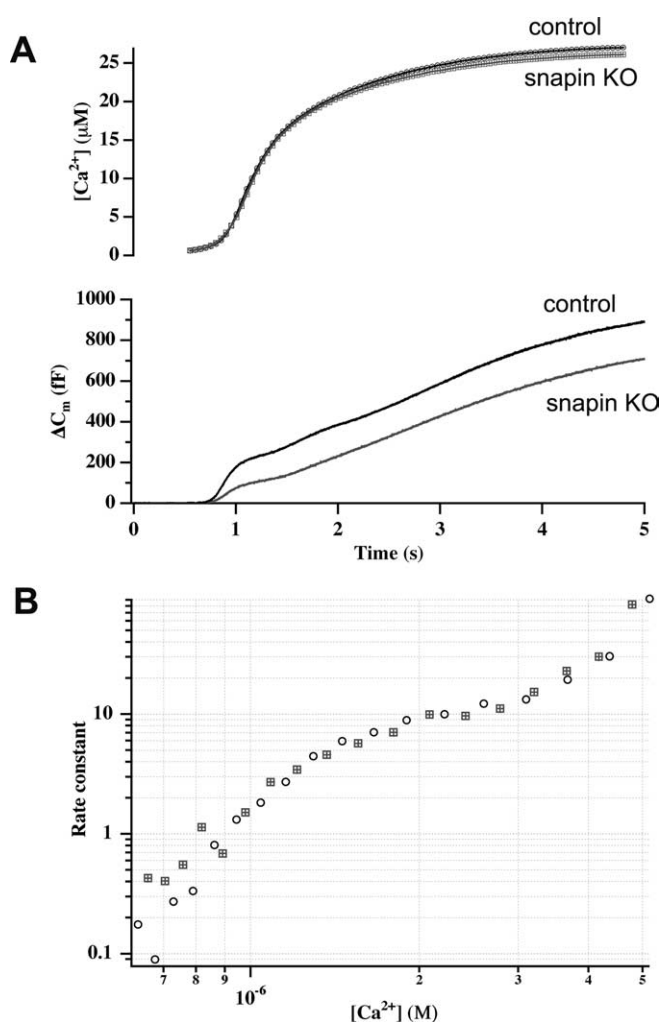 A
control
snapin KO
[Ca²⁺] (μM)
25
20
15
10
5
0
1000
800
600
400
200
0
ΔCₘ (fF)
control
snapin KO
0 1 2 3 4 5
Time (s)
B
Rate constant
10
1
0.1
7 8 9 10⁻⁶ 2 3 4 5
[Ca²⁺] (M)